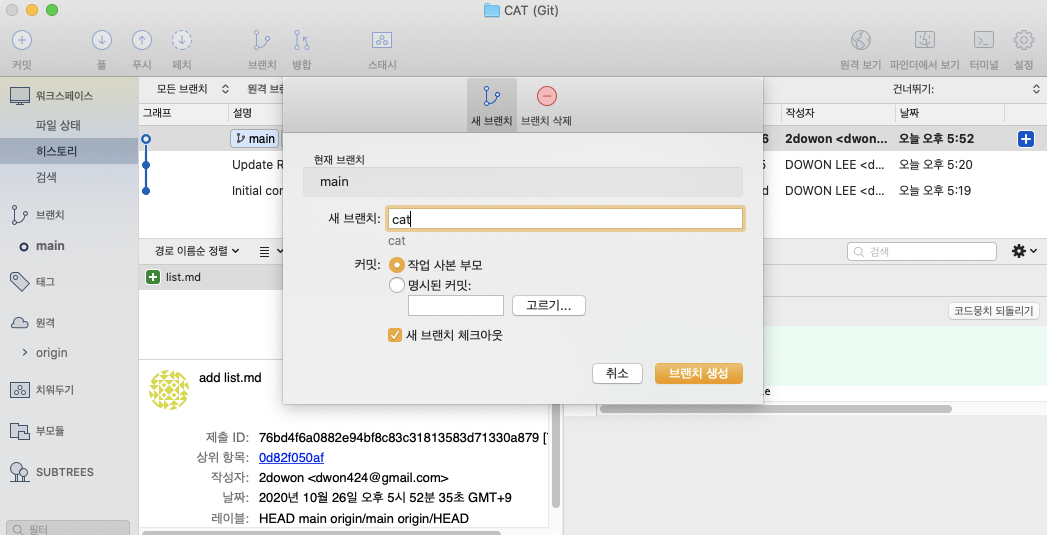 CAT (Git)
커밋
풀
푸시
페치
브랜치
병합
스태시
원격 보기
파인더에서 보기
터미널
설정
워크스페이스
파일 상태
히스토리
검색
브랜치
main
태그
원격
origin
치워두기
부모듈
SUBTREES
필터
모든 브랜치
원격 브
건너뛰기:
그래프
설명
작성자
날짜
main
6
2dowon <dwon...
오늘 오후 5:52
Update R
5
DOWON LEE <d...
오늘 오후 5:20
Initial cor
d
DOWON LEE <d...
오늘 오후 5:19
새 브랜치
브랜치 삭제
현재 브랜치
main
새 브랜치:
cat
cat
커밋:
작업 사본 부모
명시된 커밋:
고르기...
새 브랜치 체크아웃
취소
브랜치 생성
경로 이름순 정렬
검색
list.md
코드뭉치 되돌리기
add list.md
제출 ID: 76bd4f6a0882e94bf8c83c31813583d71330a879 [
상위 항목: 0d82f050af
작성자: 2dowon <dwon424@gmail.com>
날짜: 2020년 10월 26일 오후 5시 52분 35초 GMT+9
레이블: HEAD main origin/main origin/HEAD